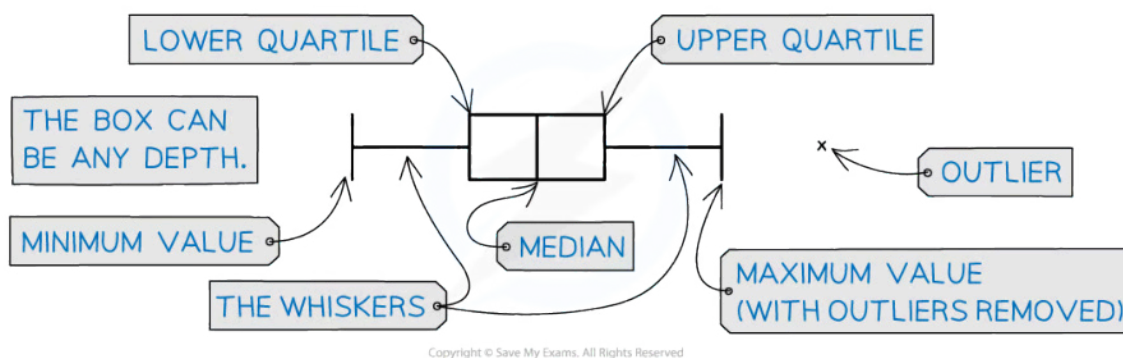 LOWER QUARTILE
UPPER QUARTILE
THE BOX CAN
BE ANY DEPTH.
x
OUTLIER
MINIMUM VALUE
MEDIAN
THE WHISKERS
MAXIMUM VALUE
(WITH OUTLIERS REMOVED)
Copyright © Save My Exams. All Rights Reserved